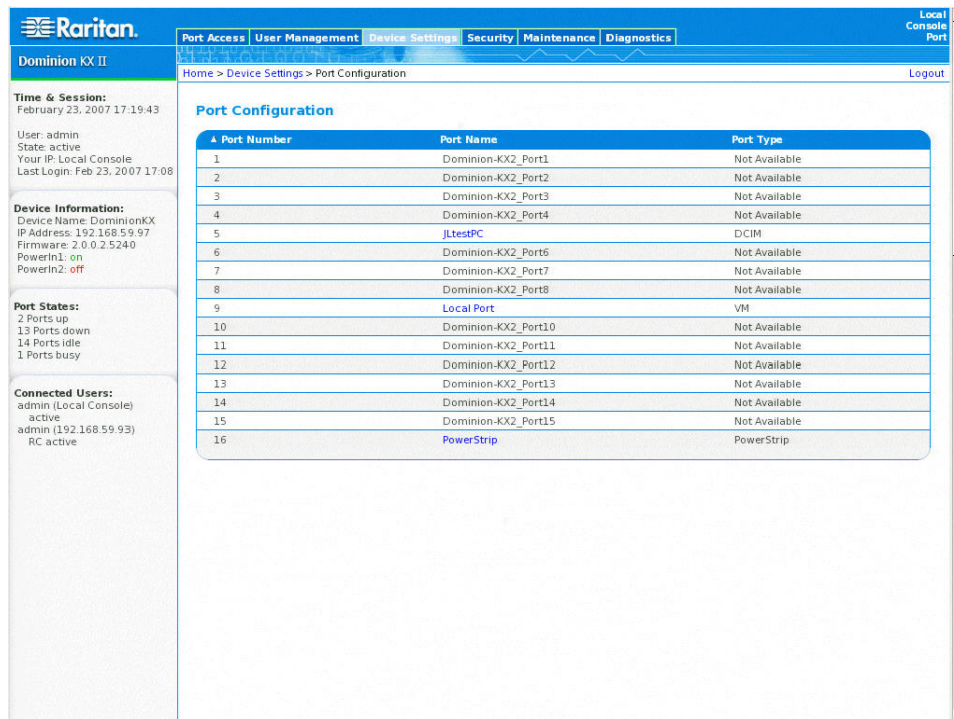 Raritan.
Local
Console
Port
Port Access User Management Device Settings Security Maintenance Diagnostics
Dominion KX II
Home > Device Settings > Port Configuration Logout
Time & Session:
February 23, 2007 17:19:43
User: admin
State: active
Your IP: Local Console
Last Login: Feb 23, 2007 17:08
Device Information:
Device Name: DominionKX
IP Address: 192.168.59.97
Firmware: 2.0.0.2.5240
PowerIn1: on
PowerIn2: off
Port States:
2 Ports up
13 Ports down
14 Ports idle
1 Ports busy
Connected Users:
admin (Local Console)
active
admin (192.168.59.93)
RC active
Port Configuration
▲ Port Number Port Name Port Type
1 Dominion-KX2_Port1 Not Available
2 Dominion-KX2_Port2 Not Available
3 Dominion-KX2_Port3 Not Available
4 Dominion-KX2_Port4 Not Available
5 JLtestPC DCIM
6 Dominion-KX2_Port6 Not Available
7 Dominion-KX2_Port7 Not Available
8 Dominion-KX2_Port8 Not Available
9 Local Port VM
10 Dominion-KX2_Port10 Not Available
11 Dominion-KX2_Port11 Not Available
12 Dominion-KX2_Port12 Not Available
13 Dominion-KX2_Port13 Not Available
14 Dominion-KX2_Port14 Not Available
15 Dominion-KX2_Port15 Not Available
16 PowerStrip PowerStrip